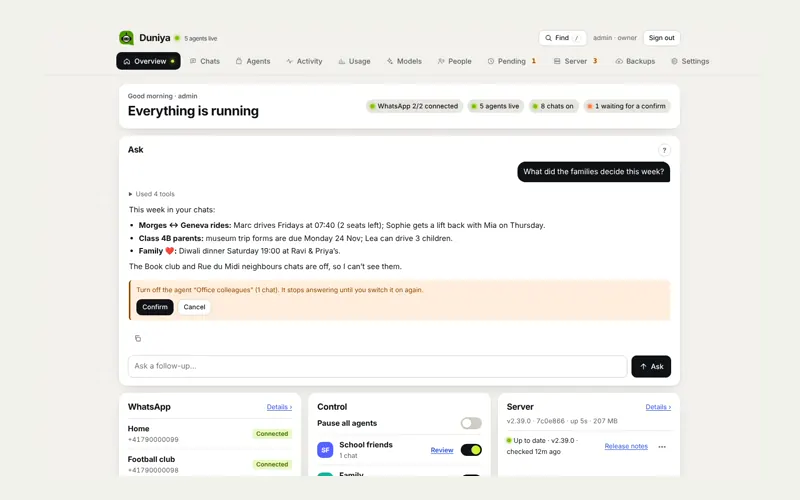 Duniya 5 agents live
Find / admin · owner Sign out
Overview Chats Agents Activity Usage Models People Pending 1 Server 3 Backups Settings
Good morning · admin
Everything is running
WhatsApp 2/2 connected 5 agents live 8 chats on 1 waiting for a confirm
Ask ?
What did the families decide this week?
Used 4 tools
This week in your chats:
• Morges ↔ Geneva rides: Marc drives Fridays at 07:40 (2 seats left); Sophie gets a lift back with Mia on Thursday.
• Class 4B parents: museum trip forms are due Monday 24 Nov; Lea can drive 3 children.
• Family ❤️: Diwali dinner Saturday 19:00 at Ravi & Priya's.
The Book club and Rue du Midi neighbours chats are off, so I can't see them.
Turn off the agent “Office colleagues” (1 chat). It stops answering until you switch it on again.
Confirm Cancel
Ask a follow-up...
Ask
WhatsApp Details ›
Home
+41790000099
Connected
Football club
+41790000098
Connected
Control
Pause all agents
SF School friends
1 chat
Review
Family
Server Details ›
v2.39.0 · 7c0e866 · up 5s · 207 MB
Up to date · v2.39.0 ·
checked 12m ago
Release notes